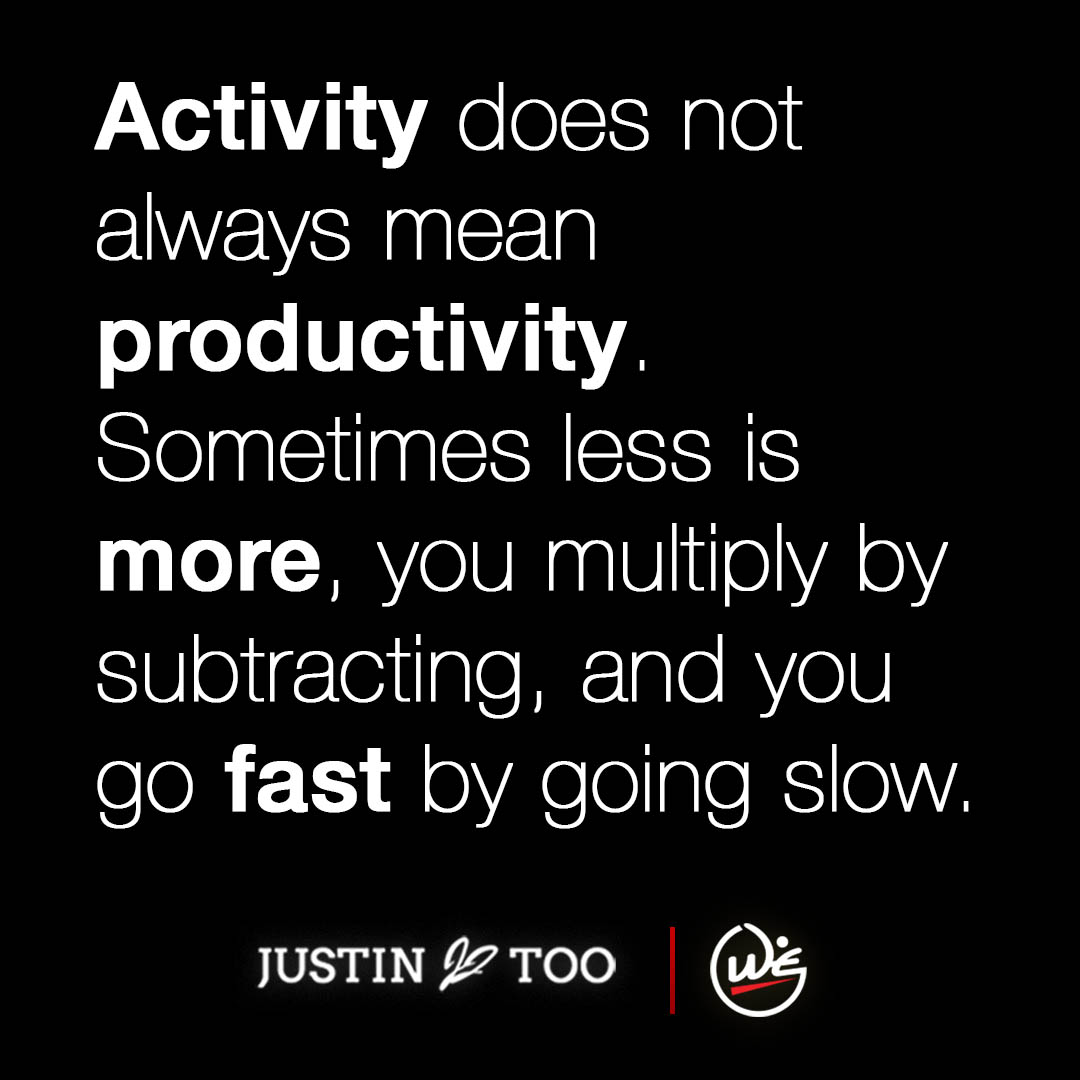 Activity does not
always mean
productivity.
Sometimes less is
more, you multiply by
subtracting, and you
go fast by going slow.
JUSTIN TOO
WE